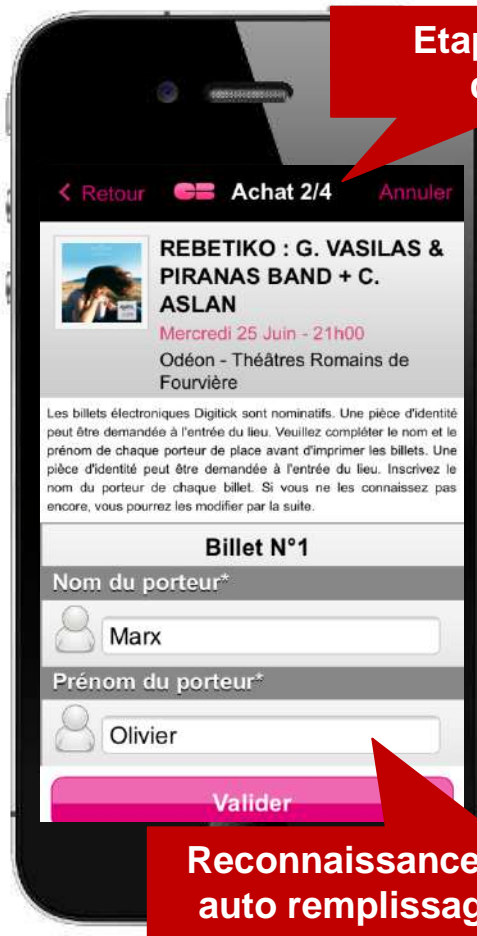 Etap
< Retour Achat 2/4 Annuler
REBETIKO : G. VASILAS &
PIRANAS BAND + C.
ASLAN
Mercredi 25 Juin - 21h00
Odéon - Théâtres Romains de
Fourvière
Les billets électroniques Digitick sont nominatifs. Une pièce d'identité
peut être demandée à l'entrée du lieu. Veuillez compléter le nom et le
prénom de chaque porteur de place avant d'imprimer les billets. Une
pièce d'identité peut être demandée à l'entrée du lieu. Inscrivez le
nom du porteur de chaque billet. Si vous ne les connaissez pas
encore, vous pourrez les modifier par la suite.
Billet N°1
Nom du porteur*
Marx
Prénom du porteur*
Olivier
Valider
Reconnaissance
auto remplissag